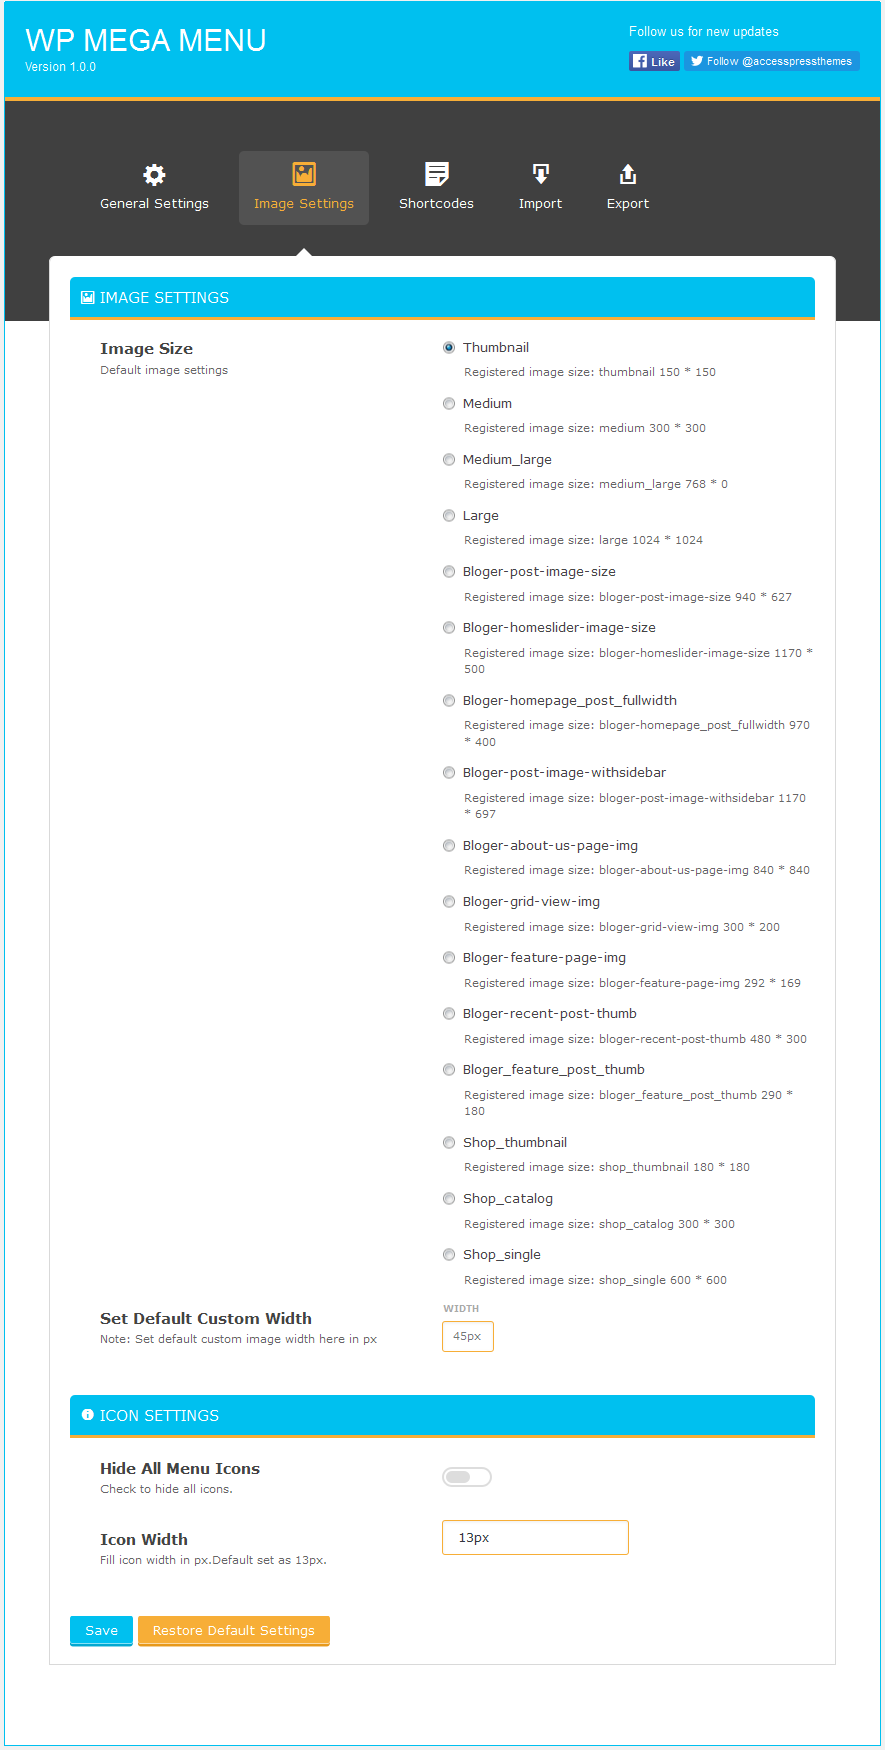 WP MEGA MENU
Version 1.0.0
Follow us for new updates
Like
Follow @accesspressthemes
General Settings
Image Settings
Shortcodes
Import
Export
IMAGE SETTINGS
Image Size
Default image settings
Thumbnail
Registered image size: thumbnail 150 * 150
Medium
Registered image size: medium 300 * 300
Medium_large
Registered image size: medium_large 768 * 0
Large
Registered image size: large 1024 * 1024
Bloger-post-image-size
Registered image size: bloger-post-image-size 940 * 627
Bloger-homeslider-image-size
Registered image size: bloger-homeslider-image-size 1170 *
500
Bloger-homepage_post_fullwidth
Registered image size: bloger-homepage_post_fullwidth 970
* 400
Bloger-post-image-withsidebar
Registered image size: bloger-post-image-withsidebar 1170
* 697
Bloger-about-us-page-img
Registered image size: bloger-about-us-page-img 840 * 840
Bloger-grid-view-img
Registered image size: bloger-grid-view-img 300 * 200
Bloger-feature-page-img
Registered image size: bloger-feature-page-img 292 * 169
Bloger-recent-post-thumb
Registered image size: bloger-recent-post-thumb 480 * 300
Bloger_feature_post_thumb
Registered image size: bloger_feature_post_thumb 290 *
180
Shop_thumbnail
Registered image size: shop_thumbnail 180 * 180
Shop_catalog
Registered image size: shop_catalog 300 * 300
Shop_single
Registered image size: shop_single 600 * 600
Set Default Custom Width
Note: Set default custom image width here in px
WIDTH
45px
ICON SETTINGS
Hide All Menu Icons
Check to hide all icons.
Icon Width
Fill icon width in px.Default set as 13px.
13px
Save
Restore Default Settings